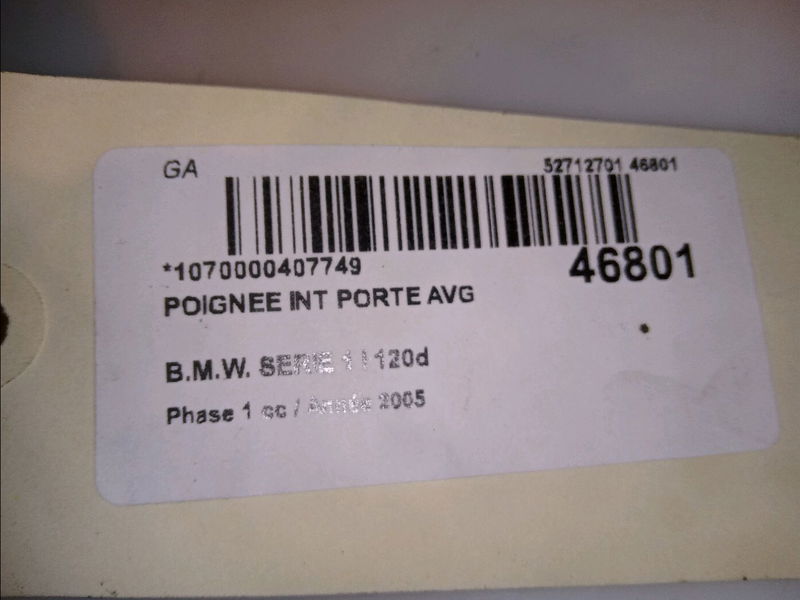 GA
52712701 46801
*1070000407749
46801
POIGNEE INT PORTE AVG
B.M.W. SERIE 1 I 120d
Phase 1 cc / Année 2005